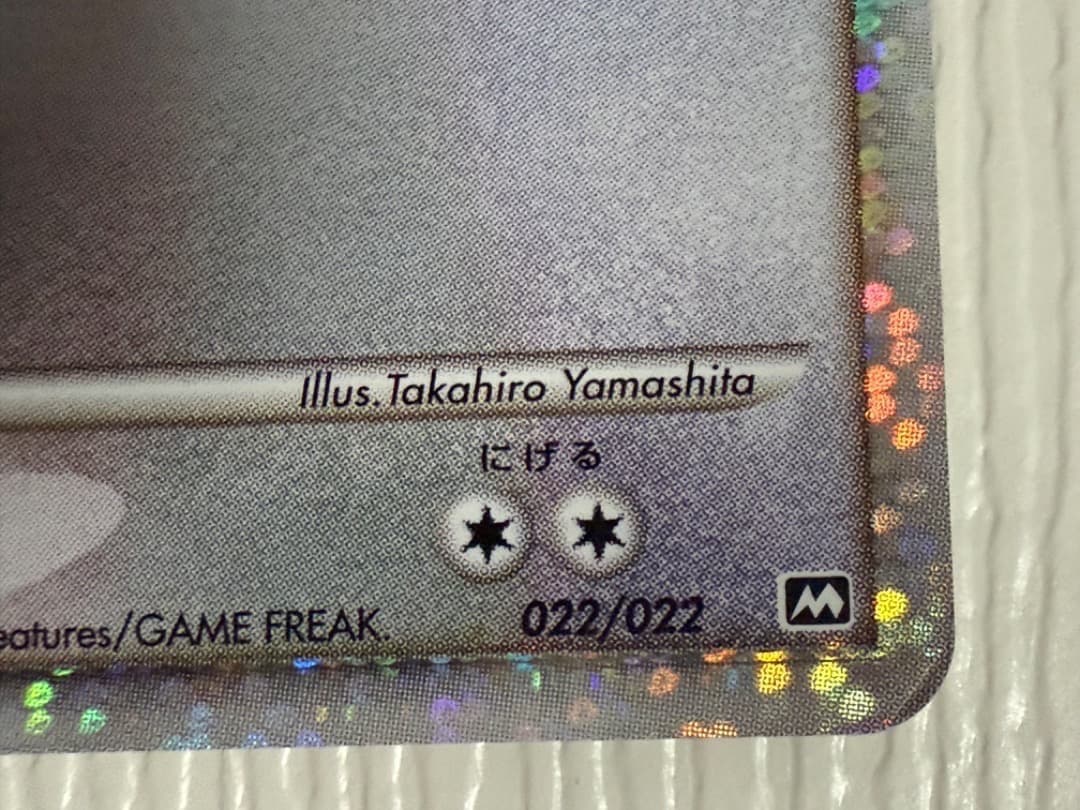 Illus. Takahiro Yamashita
にげる
eatures/GAME FREAK.
022/022